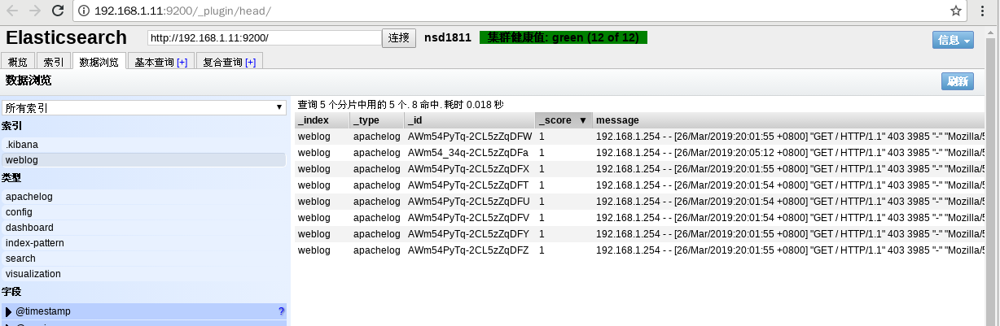 192.168.1.11:9200/_plugin/head/
Elasticsearch http://192.168.1.11:9200/ 连接 nsd1811 集群健康值: green (12 of 12) 信息
概览 索引 数据浏览 基本查询 [+] 复合查询 [+]
数据浏览 刷新
所有索引
索引
.kibana
weblog
类型
apachelog
config
dashboard
index-pattern
search
visualization
字段
@timestamp ?
查询 5 个分片中用的 5 个. 8 命中. 耗时 0.018 秒
_index _type _id _score ▼ message
weblog apachelog AWm54PyTq-2CL5zZqDFW 1 192.168.1.254 - - [26/Mar/2019:20:01:55 +0800] "GET / HTTP/1.1" 403 3985 "-" "Mozilla/5
weblog apachelog AWm54_34q-2CL5zZqDFa 1 192.168.1.254 - - [26/Mar/2019:20:05:12 +0800] "GET / HTTP/1.1" 403 3985 "-" "Mozilla/5
weblog apachelog AWm54PyTq-2CL5zZqDFX 1 192.168.1.254 - - [26/Mar/2019:20:01:55 +0800] "GET / HTTP/1.1" 403 3985 "-" "Mozilla/5
weblog apachelog AWm54PyTq-2CL5zZqDFT 1 192.168.1.254 - - [26/Mar/2019:20:01:54 +0800] "GET / HTTP/1.1" 403 3985 "-" "Mozilla/5
weblog apachelog AWm54PyTq-2CL5zZqDFU 1 192.168.1.254 - - [26/Mar/2019:20:01:54 +0800] "GET / HTTP/1.1" 403 3985 "-" "Mozilla/5
weblog apachelog AWm54PyTq-2CL5zZqDFV 1 192.168.1.254 - - [26/Mar/2019:20:01:54 +0800] "GET / HTTP/1.1" 403 3985 "-" "Mozilla/5
weblog apachelog AWm54PyTq-2CL5zZqDFY 1 192.168.1.254 - - [26/Mar/2019:20:01:55 +0800] "GET / HTTP/1.1" 403 3985 "-" "Mozilla/5
weblog apachelog AWm54PyTq-2CL5zZqDFZ 1 192.168.1.254 - - [26/Mar/2019:20:01:55 +0800] "GET / HTTP/1.1" 403 3985 "-" "Mozilla/5